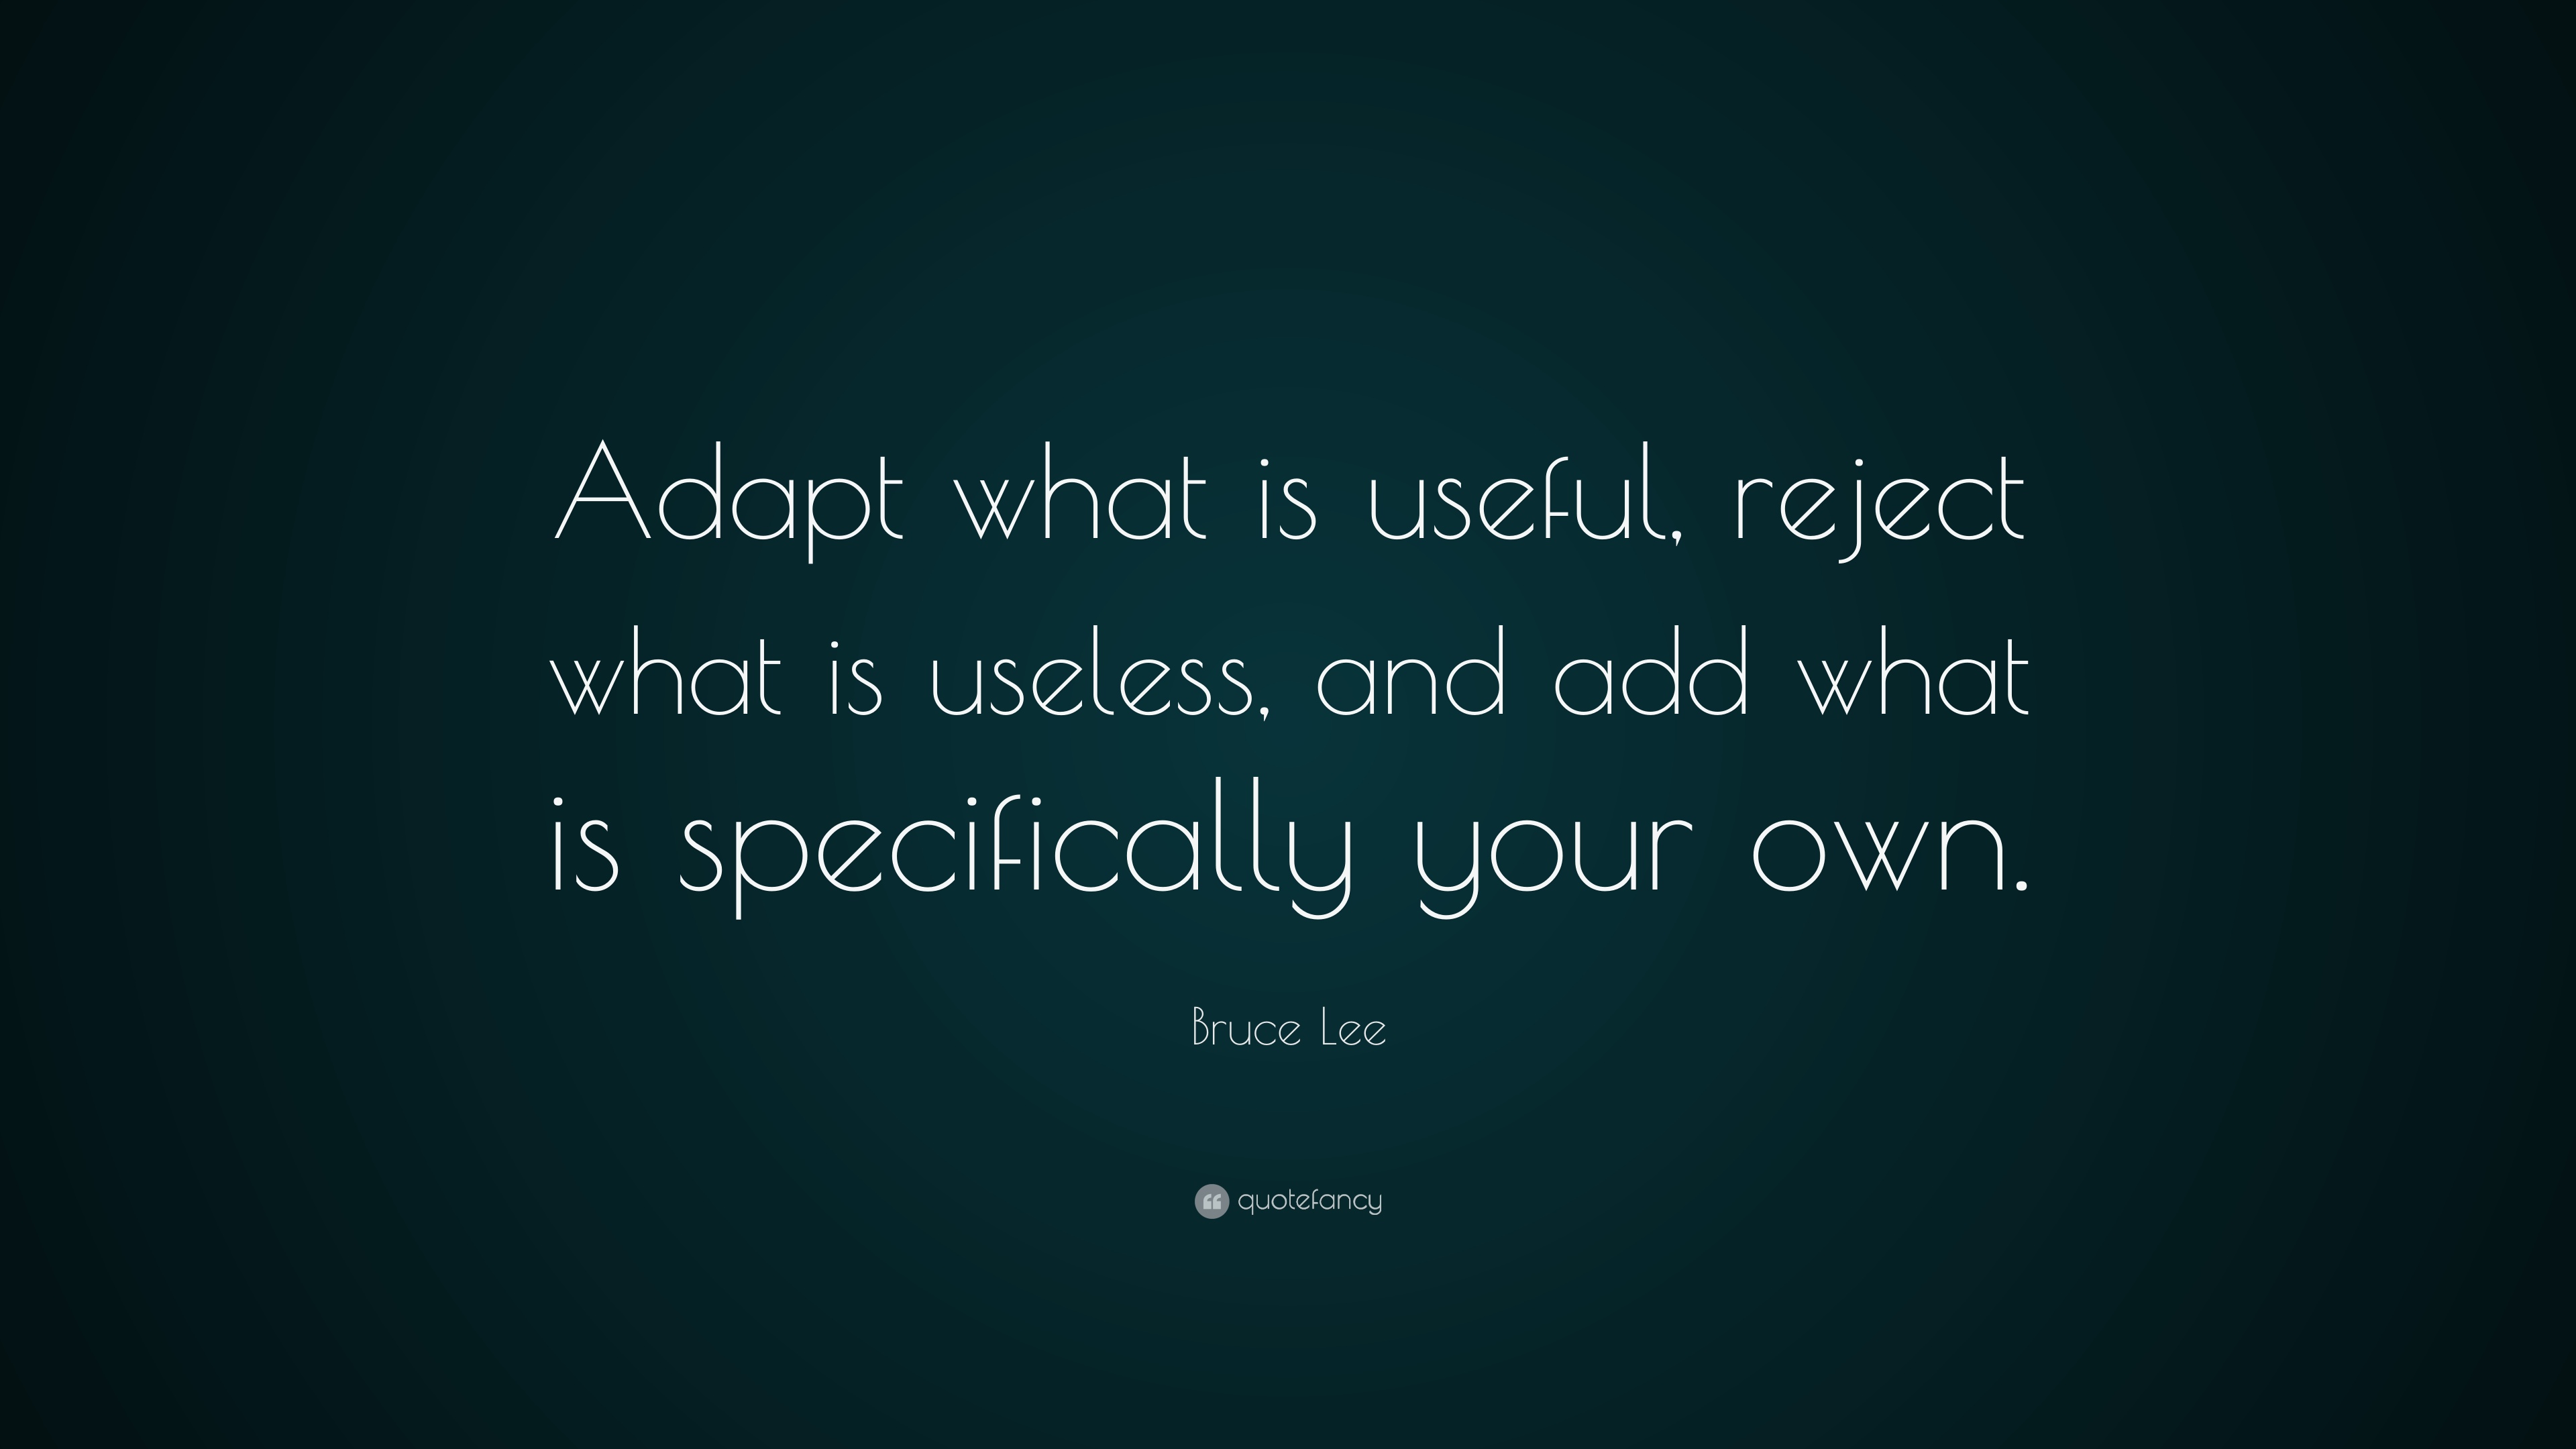 Adapt what is useful, reject
what is useless, and add what
is specifically your own.
Bruce Lee
quotefancy